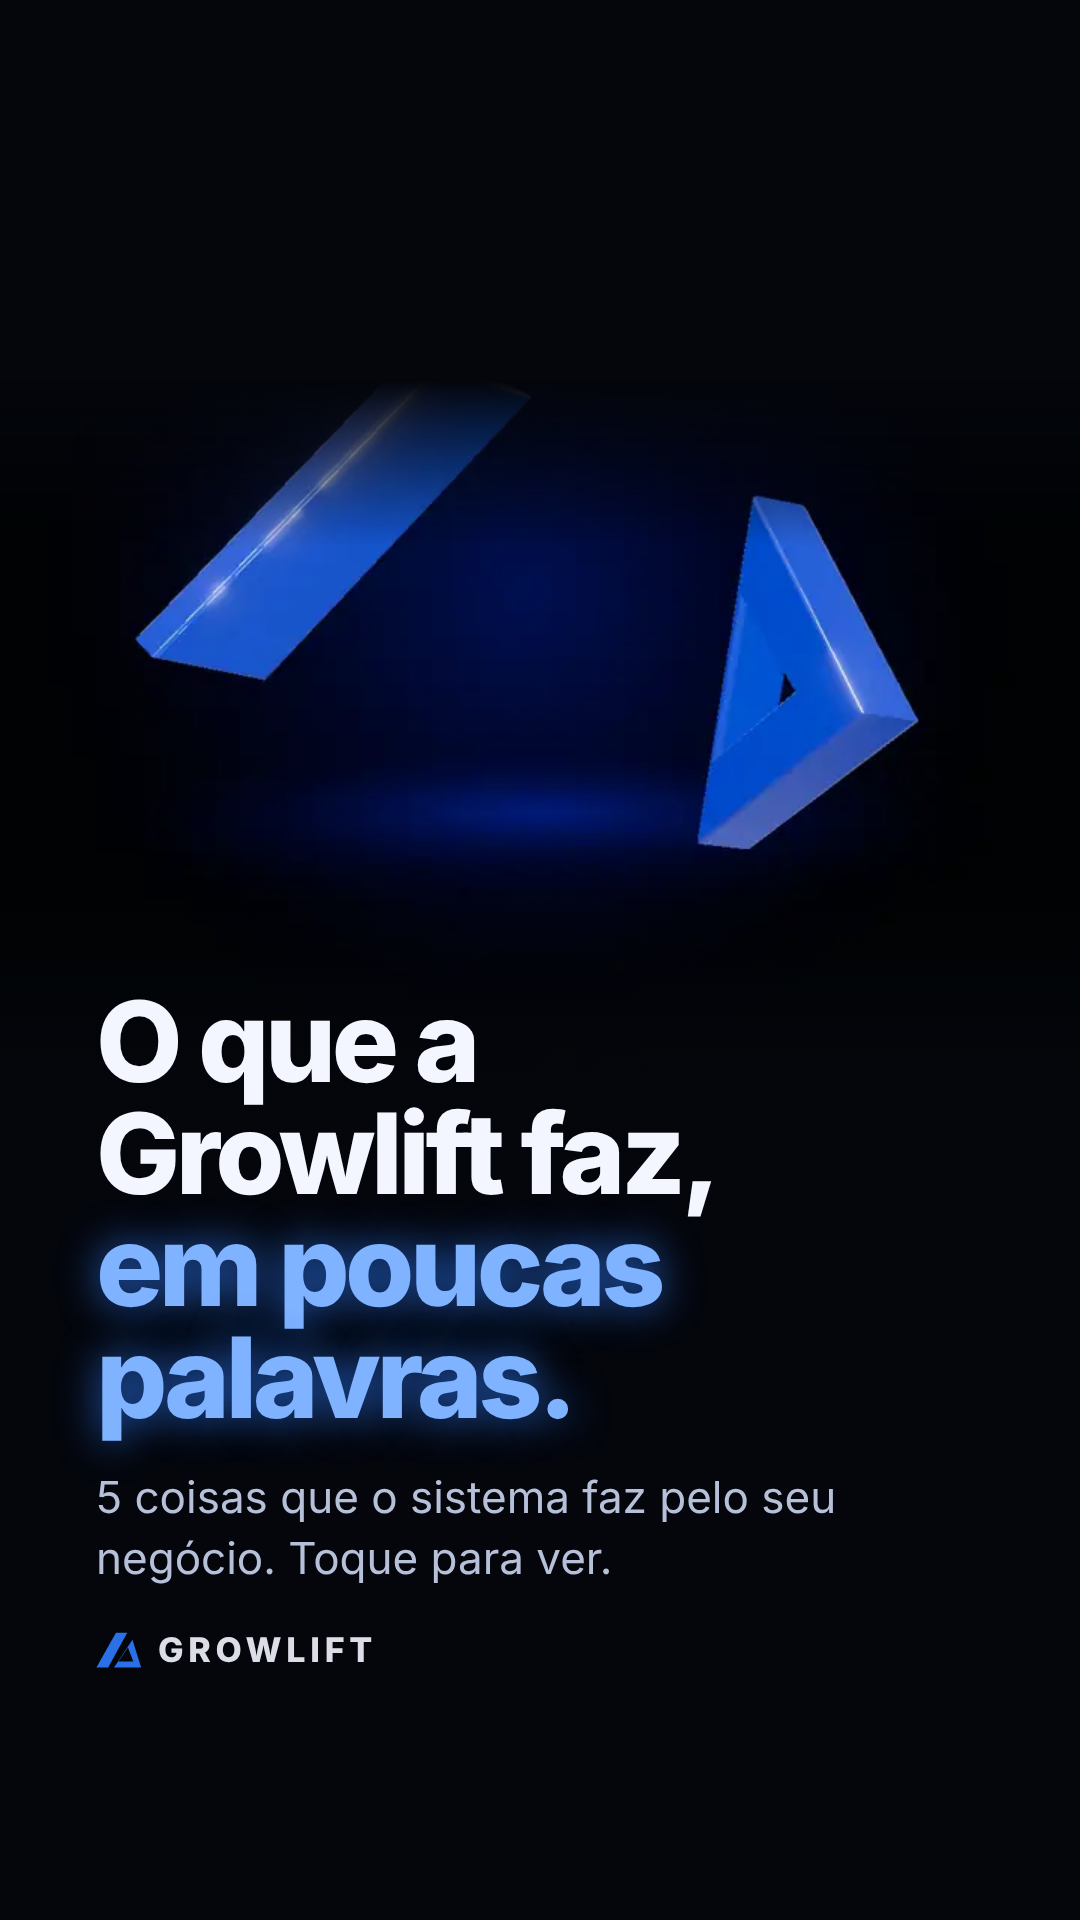 O que a
Growlift faz,
em poucas
palavras.
5 coisas que o sistema faz pelo seu
negócio. Toque para ver.
GROWLIFT